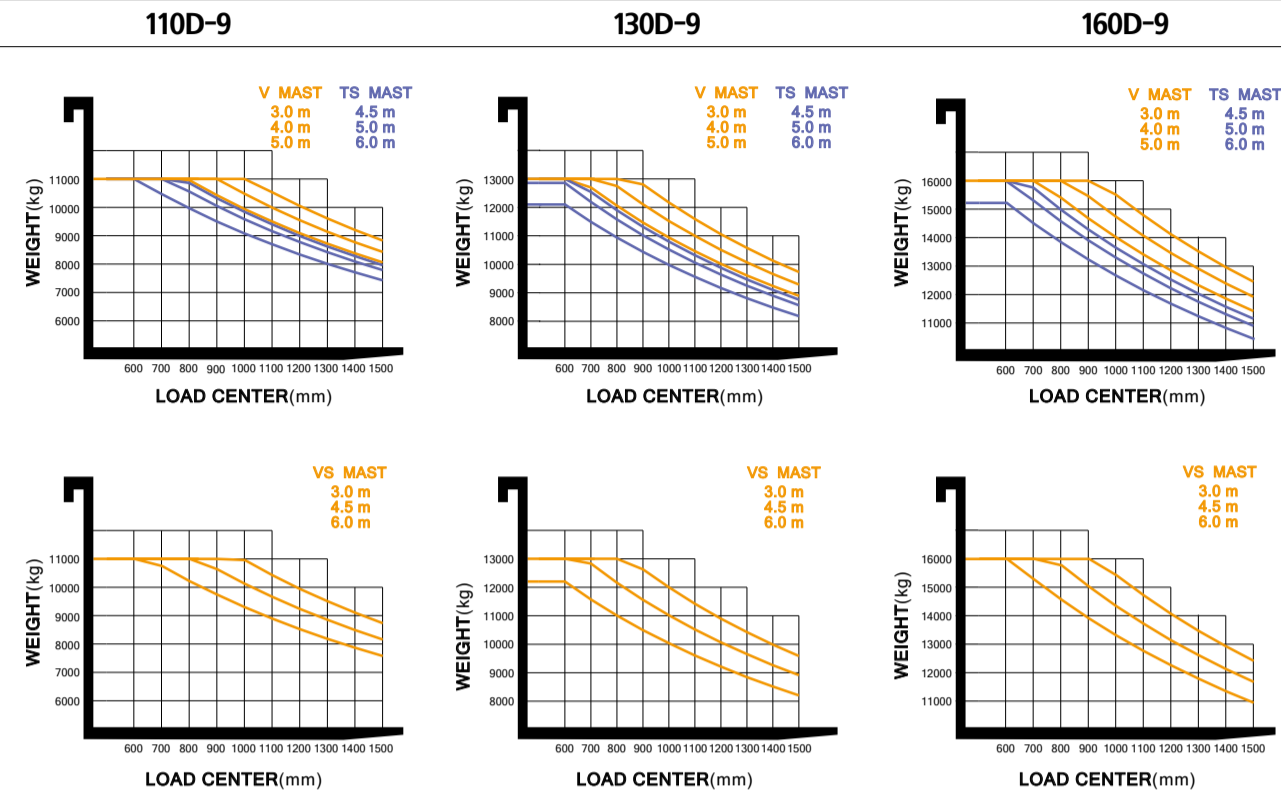 110D-9 130D-9 160D-9
V MAST TS MAST
3.0 m 4.5 m
4.0 m 5.0 m
5.0 m 6.0 m
WEIGHT(kg)
11000
10000
9000
8000
7000
6000
600 700 800 900 1000 1100 1200 1300 1400 1500
LOAD CENTER(mm)
V MAST TS MAST
3.0 m 4.5 m
4.0 m 5.0 m
5.0 m 6.0 m
WEIGHT(kg)
13000
12000
11000
10000
9000
8000
600 700 800 900 1000 1100 1200 1300 1400 1500
LOAD CENTER(mm)
V MAST TS MAST
3.0 m 4.5 m
4.0 m 5.0 m
5.0 m 6.0 m
WEIGHT(kg)
16000
15000
14000
13000
12000
11000
600 700 800 900 1000 1100 1200 1300 1400 1500
LOAD CENTER(mm)
VS MAST
3.0 m
4.5 m
6.0 m
WEIGHT(kg)
11000
10000
9000
8000
7000
6000
600 700 800 900 1000 1100 1200 1300 1400 1500
LOAD CENTER(mm)
VS MAST
3.0 m
4.5 m
6.0 m
WEIGHT(kg)
13000
12000
11000
10000
9000
8000
600 700 800 900 1000 1100 1200 1300 1400 1500
LOAD CENTER(mm)
VS MAST
3.0 m
4.5 m
6.0 m
WEIGHT(kg)
16000
15000
14000
13000
12000
11000
600 700 800 900 1000 1100 1200 1300 1400 1500
LOAD CENTER(mm)